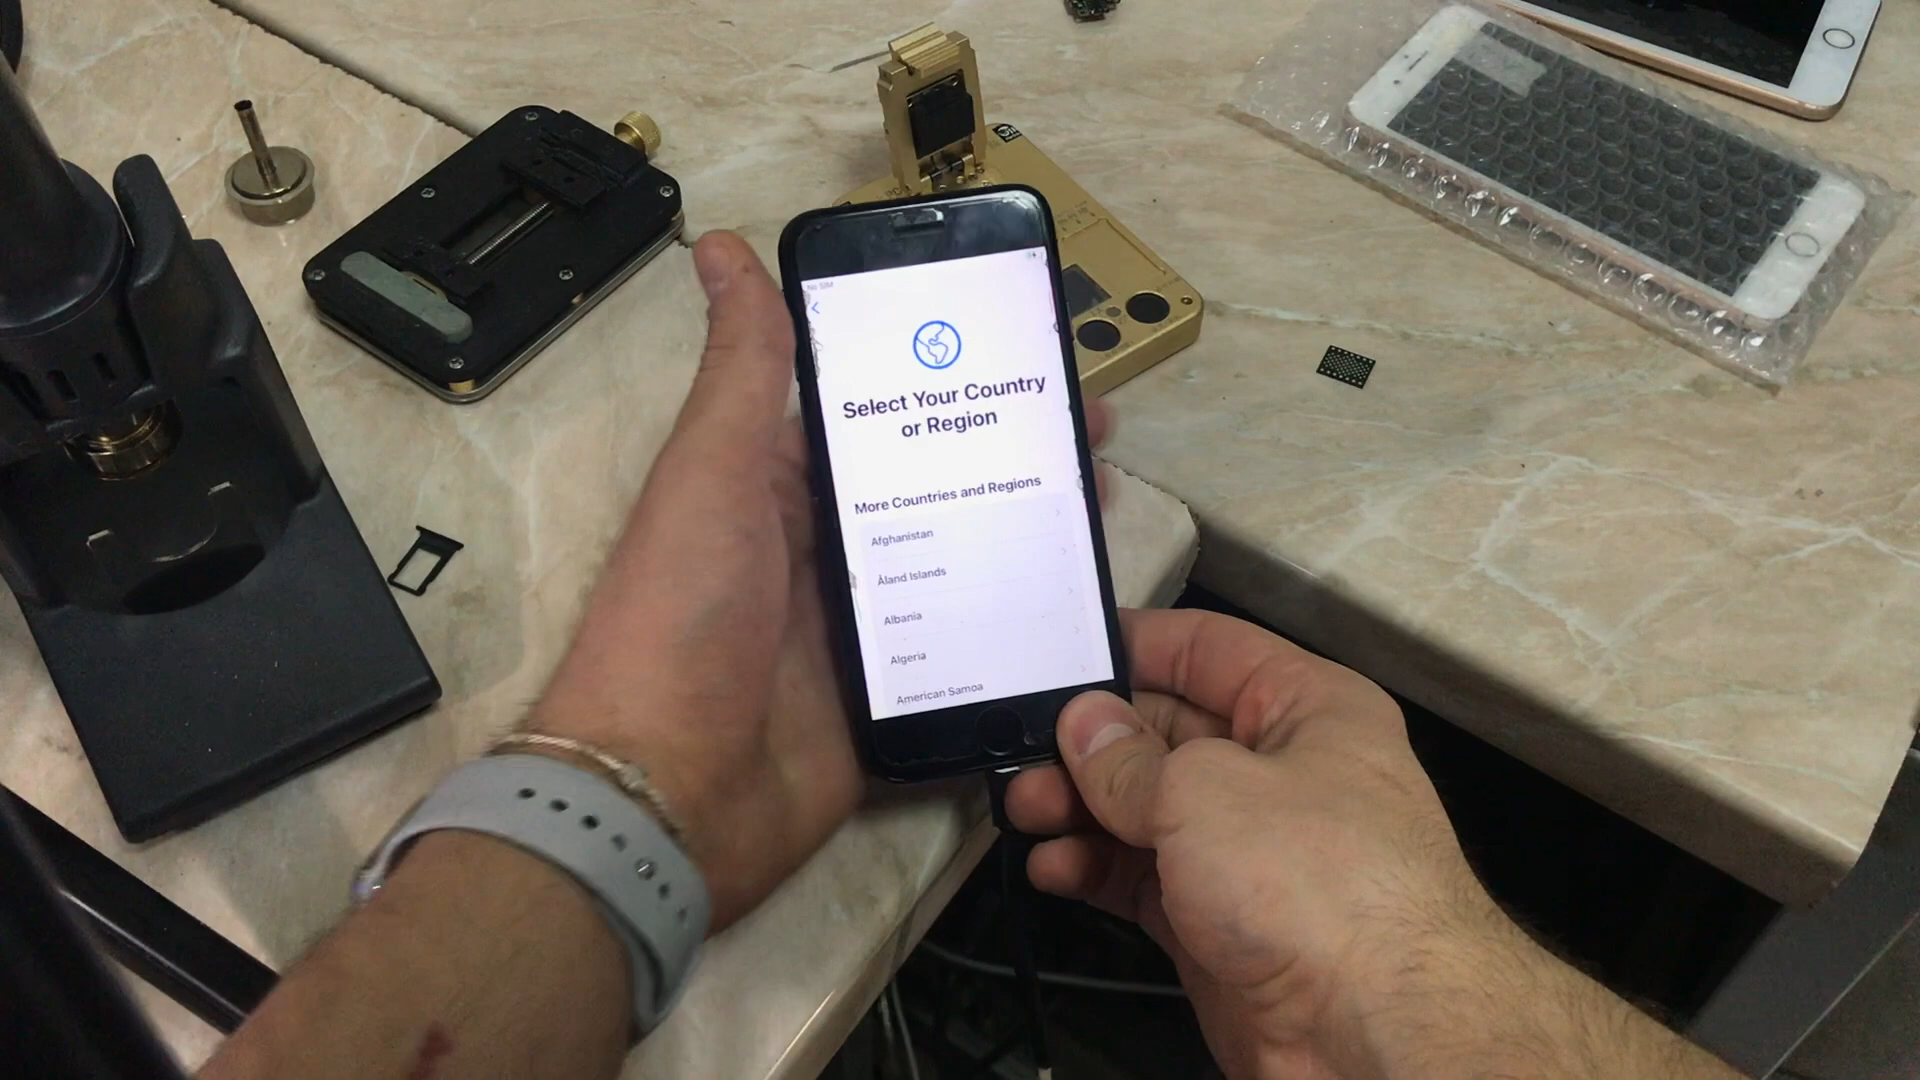 No SIM
Select Your Country
or Region
More Countries and Regions
Afghanistan
Åland Islands
Albania
Algeria
American Samoa